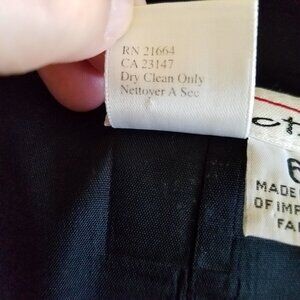 RN 21664
CA 23147
Dry Clean Only
Nettoyer A Sec
6
MADE
OF IMP
FA